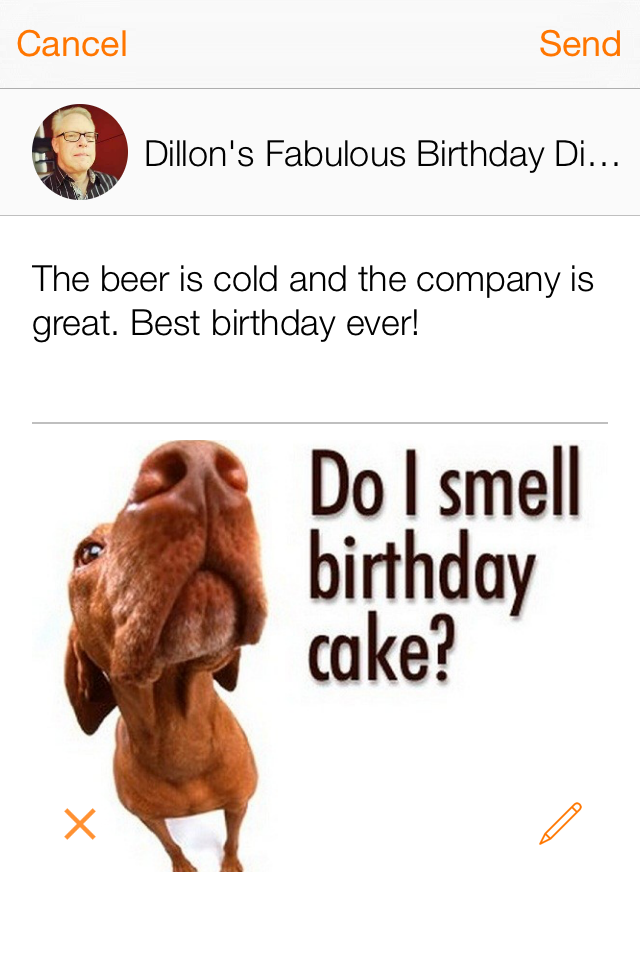 Cancel
Send
Dillon's Fabulous Birthday Di...
The beer is cold and the company is
great. Best birthday ever!
Do I smell
birthday
cake?